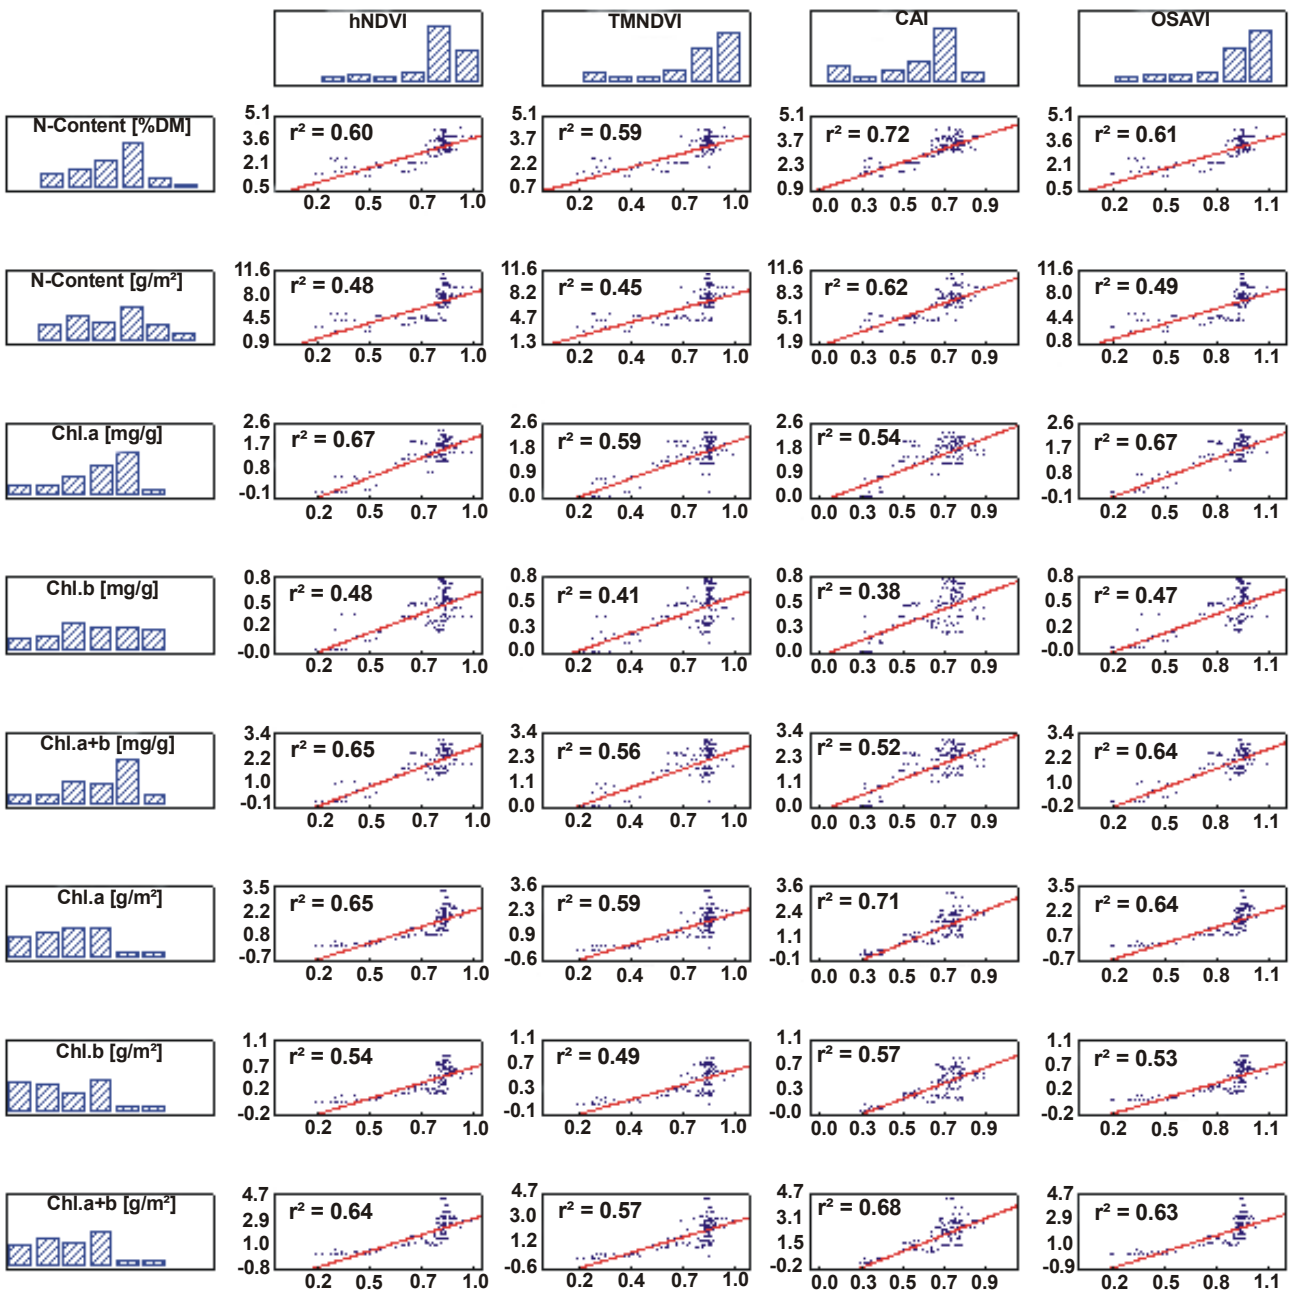 hNDVI TMNDVI CAI OSAVI
N-Content [%DM]
5.1 3.6 2.1 0.5 r² = 0.60 0.2 0.5 0.7 1.0
5.1 3.7 2.2 0.7 r² = 0.59 0.2 0.4 0.7 1.0
5.1 3.7 2.3 0.9 r² = 0.72 0.0 0.3 0.5 0.7 0.9
5.1 3.6 2.1 0.5 r² = 0.61 0.2 0.5 0.8 1.1
N-Content [g/m²]
11.6 8.0 4.5 0.9 r² = 0.48 0.2 0.5 0.7 1.0
11.6 8.2 4.7 1.3 r² = 0.45 0.2 0.4 0.7 1.0
11.6 8.3 5.1 1.9 r² = 0.62 0.0 0.3 0.5 0.7 0.9
11.6 8.2 4.4 0.8 r² = 0.49 0.2 0.5 0.8 1.1
Chl.a [mg/g]
2.6 1.7 0.8 -0.1 r² = 0.67 0.2 0.5 0.7 1.0
2.6 1.8 0.9 0.0 r² = 0.59 0.2 0.4 0.7 1.0
2.6 1.8 0.9 0.0 r² = 0.54 0.0 0.3 0.5 0.7 0.9
2.6 1.7 0.8 -0.1 r² = 0.67 0.2 0.5 0.8 1.1
Chl.b [mg/g]
0.8 0.5 0.2 -0.0 r² = 0.48 0.2 0.5 0.7 1.0
0.8 0.5 0.3 0.0 r² = 0.41 0.2 0.4 0.7 1.0
0.8 0.5 0.3 0.0 r² = 0.38 0.0 0.3 0.5 0.7 0.9
0.8 0.5 0.2 -0.0 r² = 0.47 0.2 0.5 0.8 1.1
Chl.a+b [mg/g]
3.4 2.2 1.0 -0.1 r² = 0.65 0.2 0.5 0.7 1.0
3.4 2.3 1.1 0.0 r² = 0.56 0.2 0.4 0.7 1.0
3.4 2.3 1.1 0.0 r² = 0.52 0.0 0.3 0.5 0.7 0.9
3.4 2.2 1.0 -0.2 r² = 0.64 0.2 0.5 0.8 1.1
Chl.a [g/m²]
3.5 2.2 0.8 -0.7 r² = 0.65 0.2 0.5 0.7 1.0
3.6 2.3 0.9 -0.6 r² = 0.59 0.2 0.4 0.7 1.0
3.6 2.4 1.1 -0.1 r² = 0.71 0.0 0.3 0.5 0.7 0.9
3.5 2.2 0.7 -0.7 r² = 0.64 0.2 0.5 0.8 1.1
Chl.b [g/m²]
1.1 0.7 0.2 -0.2 r² = 0.54 0.2 0.5 0.7 1.0
1.1 0.7 0.3 -0.1 r² = 0.49 0.2 0.4 0.7 1.0
1.1 0.7 0.3 -0.0 r² = 0.57 0.0 0.3 0.5 0.7 0.9
1.1 0.7 0.2 -0.2 r² = 0.53 0.2 0.5 0.8 1.1
Chl.a+b [g/m²]
4.7 2.9 1.0 -0.8 r² = 0.64 0.2 0.5 0.7 1.0
4.7 3.0 1.2 -0.6 r² = 0.57 0.2 0.4 0.7 1.0
4.7 3.1 1.5 -0.2 r² = 0.68 0.0 0.3 0.5 0.7 0.9
4.7 2.9 1.0 -0.9 r² = 0.63 0.2 0.5 0.8 1.1